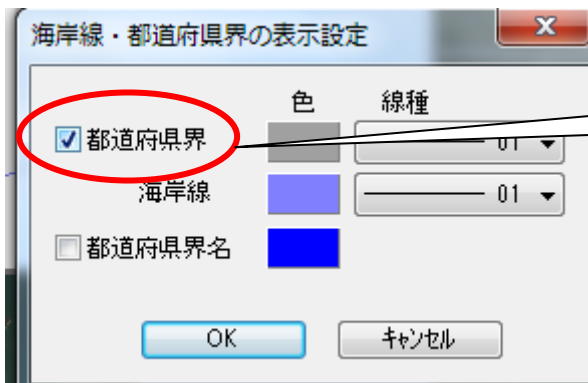 海岸線・都道府県界の表示設定
色 線種
都道府県界 01
海岸線 01
都道府県界名
OK キャンセル